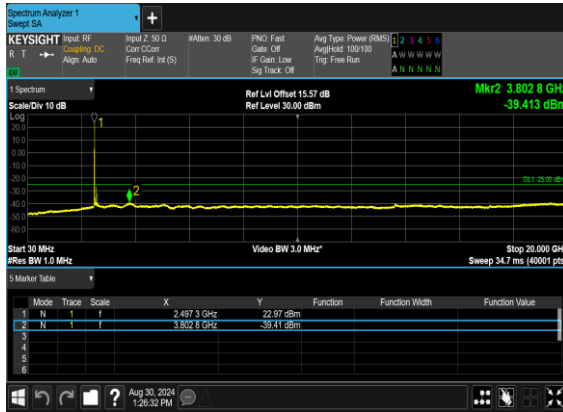 Spectrum Analyzer 1
Swept SA
+
KEYSIGHT Input: RF Input Z: 50 Ω #Atten: 30 dB PNO: Fast Avg Type: Power (RMS) 1 2 3 4 5 6
R T Coupling: DC Corr CCorr Gate: Off Avg|Hold: 100/100 A W W W W W
Align: Auto Freq Ref: Int (S) IF Gain: Low Trig: Free Run
Sig Track: Off A N N N N N
1 Spectrum Ref Lvl Offset 15.57 dB Mkr2 3.802 8 GHz
Scale/Div 10 dB Ref Level 30.00 dBm -39.413 dBm
Log
1
20.0
10.0
0.00
-10.0
-20.0
DL1 -25.00 dBm
-30.0
2
-40.0
-50.0
-60.0
Start 30 MHz Video BW 3.0 MHz* Stop 20.000 GHz
#Res BW 1.0 MHz Sweep 34.7 ms (40001 pts)
5 Marker Table
Mode Trace Scale X Y Function Function Width Function Value
1 N 1 f 2.497 3 GHz 22.97 dBm
2 N 1 f 3.802 8 GHz -39.41 dBm
3
4
5
6
? Aug 30, 2024
1:26:32 PM